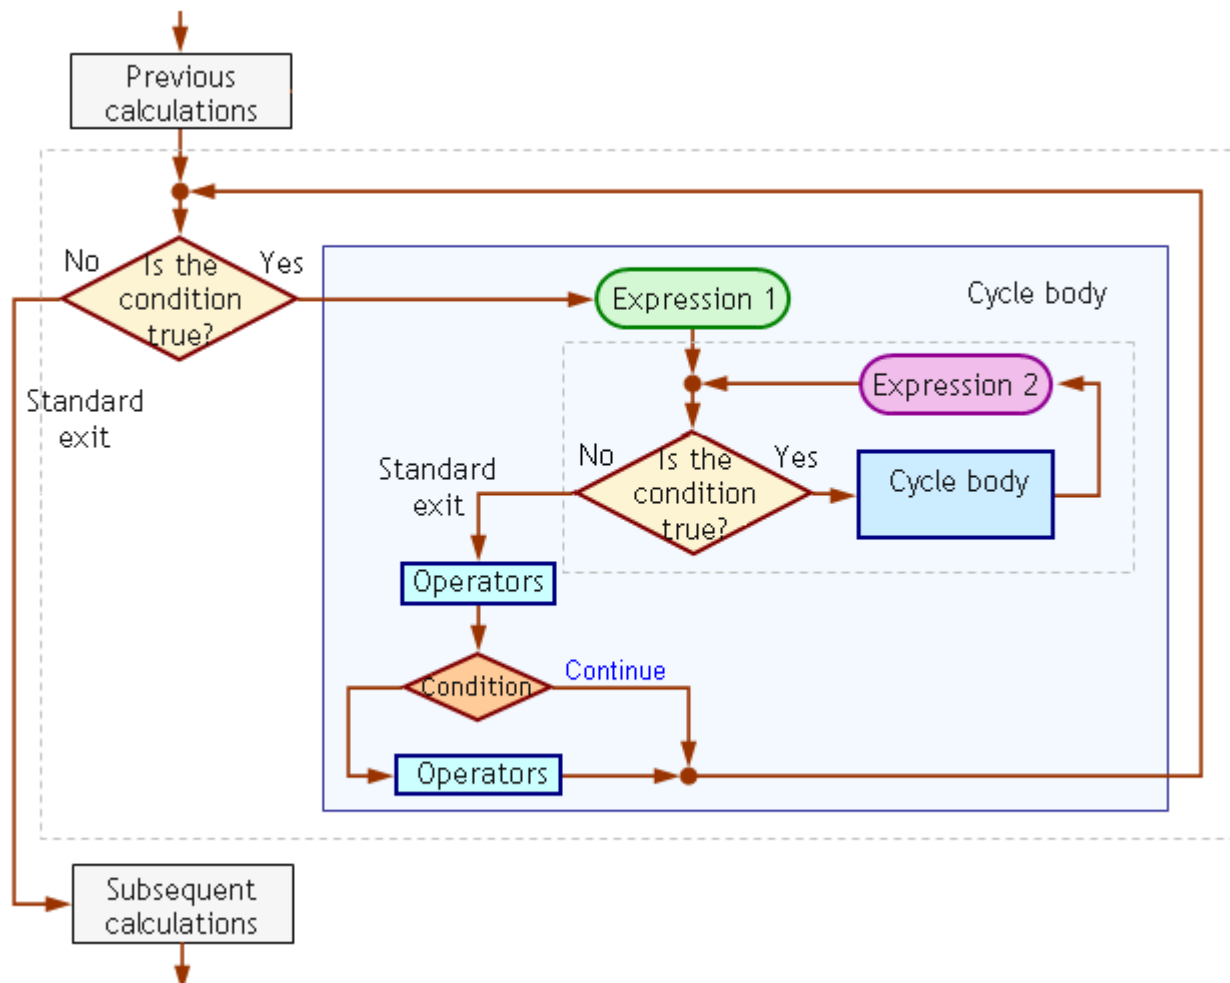 Previous
calculations
No
Yes
Is the
condition
true?
Standard
exit
Cycle body
Expression 1
Expression 2
No
Yes
Is the
condition
true?
Cycle body
Standard
exit
Operators
Condition
Continue
Operators
Subsequent
calculations